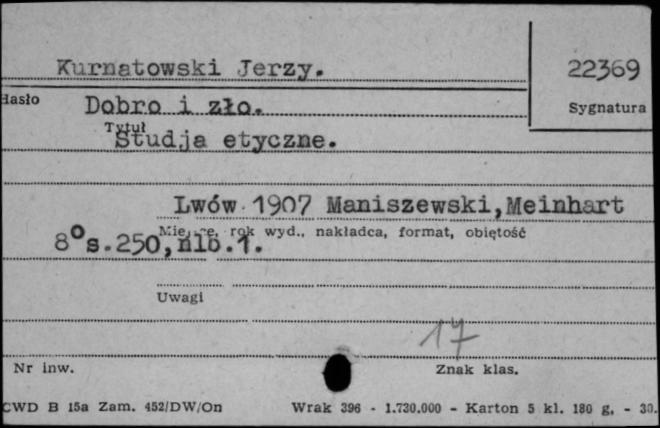 Kurnatowski Jerzy.
22369
Hasło
Dobro i zło.
Sygnatura
Tytuł
Studja etyczne.
Lwów 1907 Maniszewski, Meinhart
Miejsce, rok wyd., nakładca, format, objętość
8° s.250, nlb.1.
Uwagi
17
Nr inw.
Znak klas.
CWD B 15a Zam. 452/DW/On Wrak 396 - 1.730.000 - Karton 5 kl. 180 g, - 30.